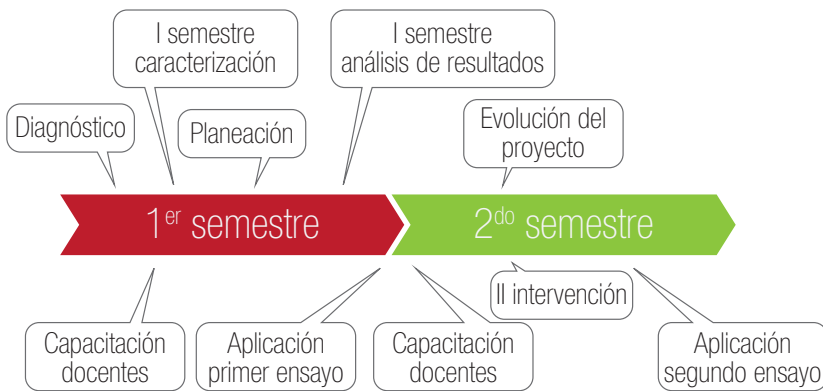 I semestre
caracterización
I semestre
análisis de resultados
Diagnóstico
Planeación
Evolución del
proyecto
1er semestre
2do semestre
II intervención
Capacitación
docentes
Aplicación
primer ensayo
Capacitación
docentes
Aplicación
segundo ensayo